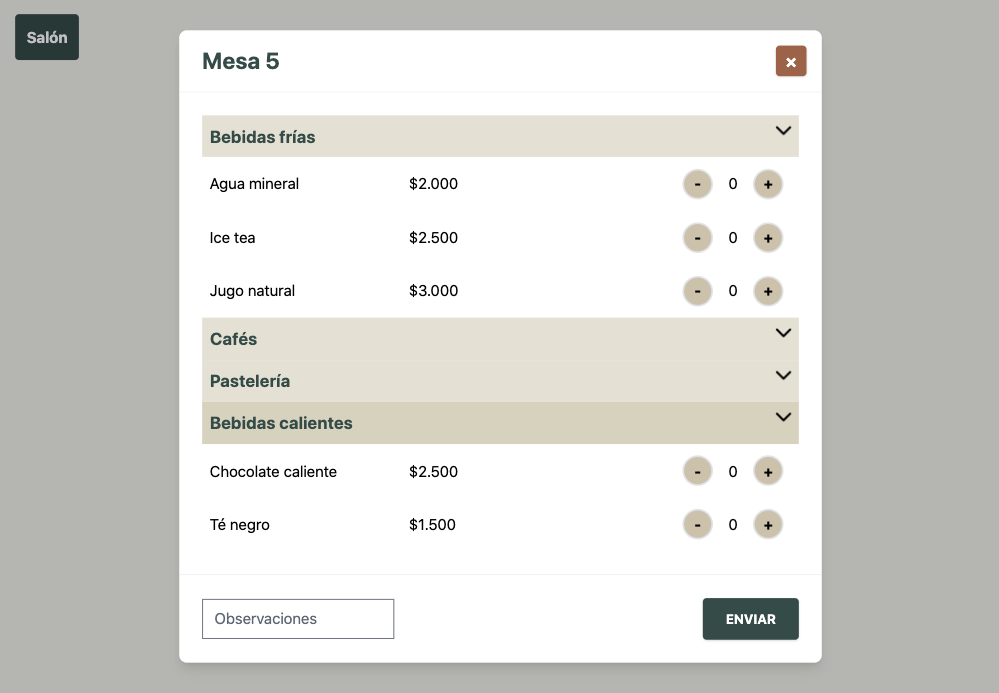 Salón
Mesa 5
×
Bebidas frías
Agua mineral $2.000 - 0 +
Ice tea $2.500 - 0 +
Jugo natural $3.000 - 0 +
Cafés
Pastelería
Bebidas calientes
Chocolate caliente $2.500 - 0 +
Té negro $1.500 - 0 +
Observaciones
ENVIAR